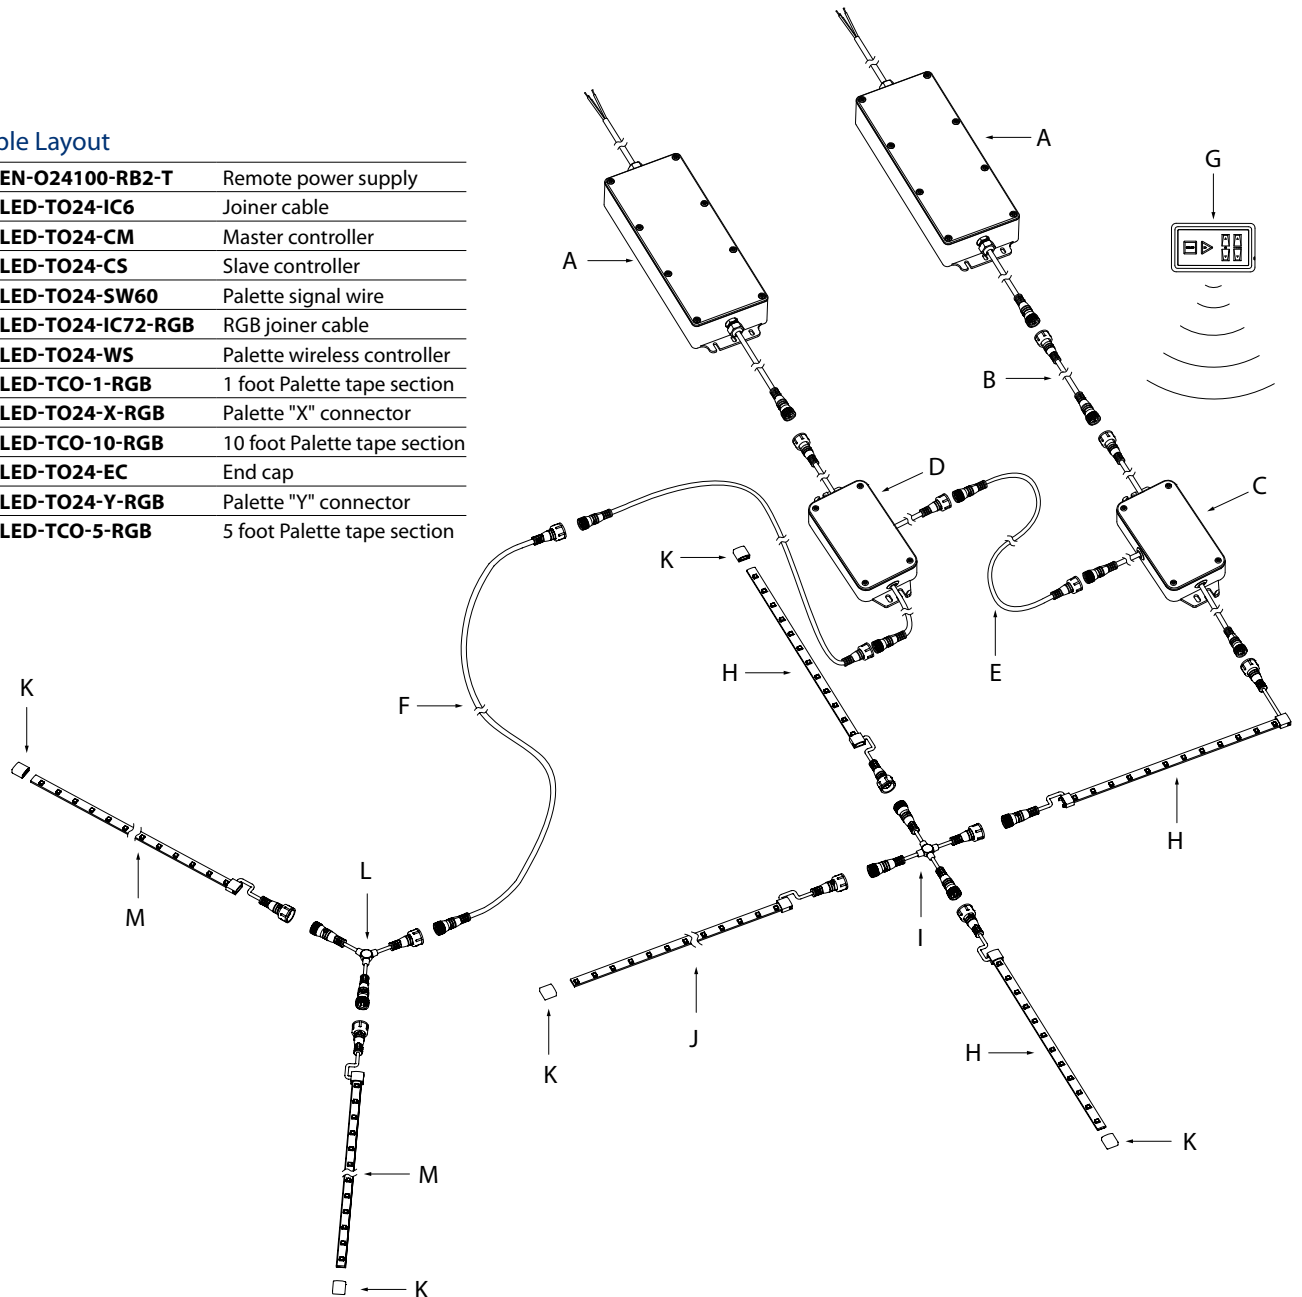 ble Layout
EN-O24100-RB2-T Remote power supply
LED-TO24-IC6 Joiner cable
LED-TO24-CM Master controller
LED-TO24-CS Slave controller
LED-TO24-SW60 Palette signal wire
LED-TO24-IC72-RGB RGB joiner cable
LED-TO24-WS Palette wireless controller
LED-TCO-1-RGB 1 foot Palette tape section
LED-TO24-X-RGB Palette "X" connector
LED-TCO-10-RGB 10 foot Palette tape section
LED-TO24-EC End cap
LED-TO24-Y-RGB Palette "Y" connector
LED-TCO-5-RGB 5 foot Palette tape section
A
A
G
B
D
C
K
H
E
K
F
H
M
L
I
J
K
H
K
M
K